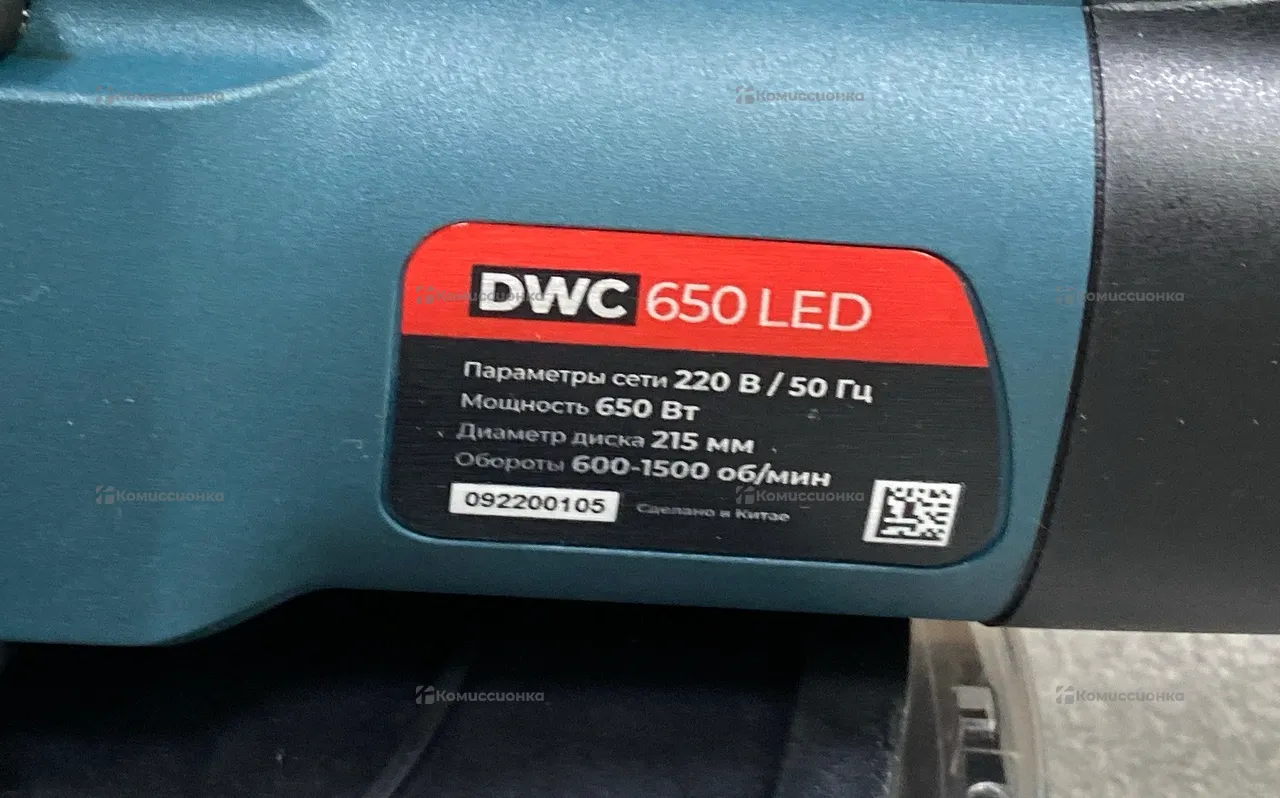 Комиссионка
Комиссионка
DWC 650 LED
Комиссионка
Комиссионка
Параметры сети 220 В / 50 Гц
Мощность 650 Вт
Диаметр диска 215 мм
Обороты 600-1500 об/мин
Комиссионка
Комиссионка
092200105 Сделано в Китае
Комиссионка
Комиссионка